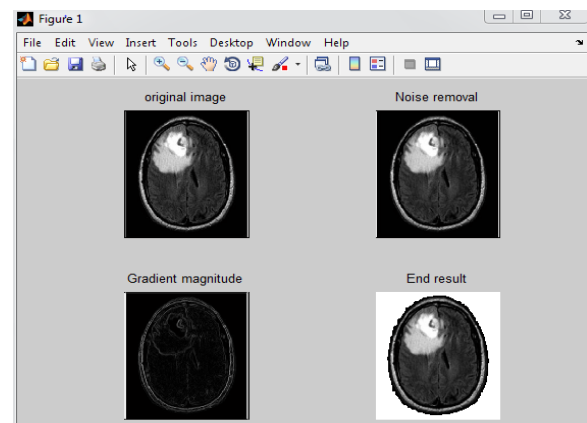 Figure 1
File Edit View Insert Tools Desktop Window Help
original image Noise removal
Gradient magnitude End result